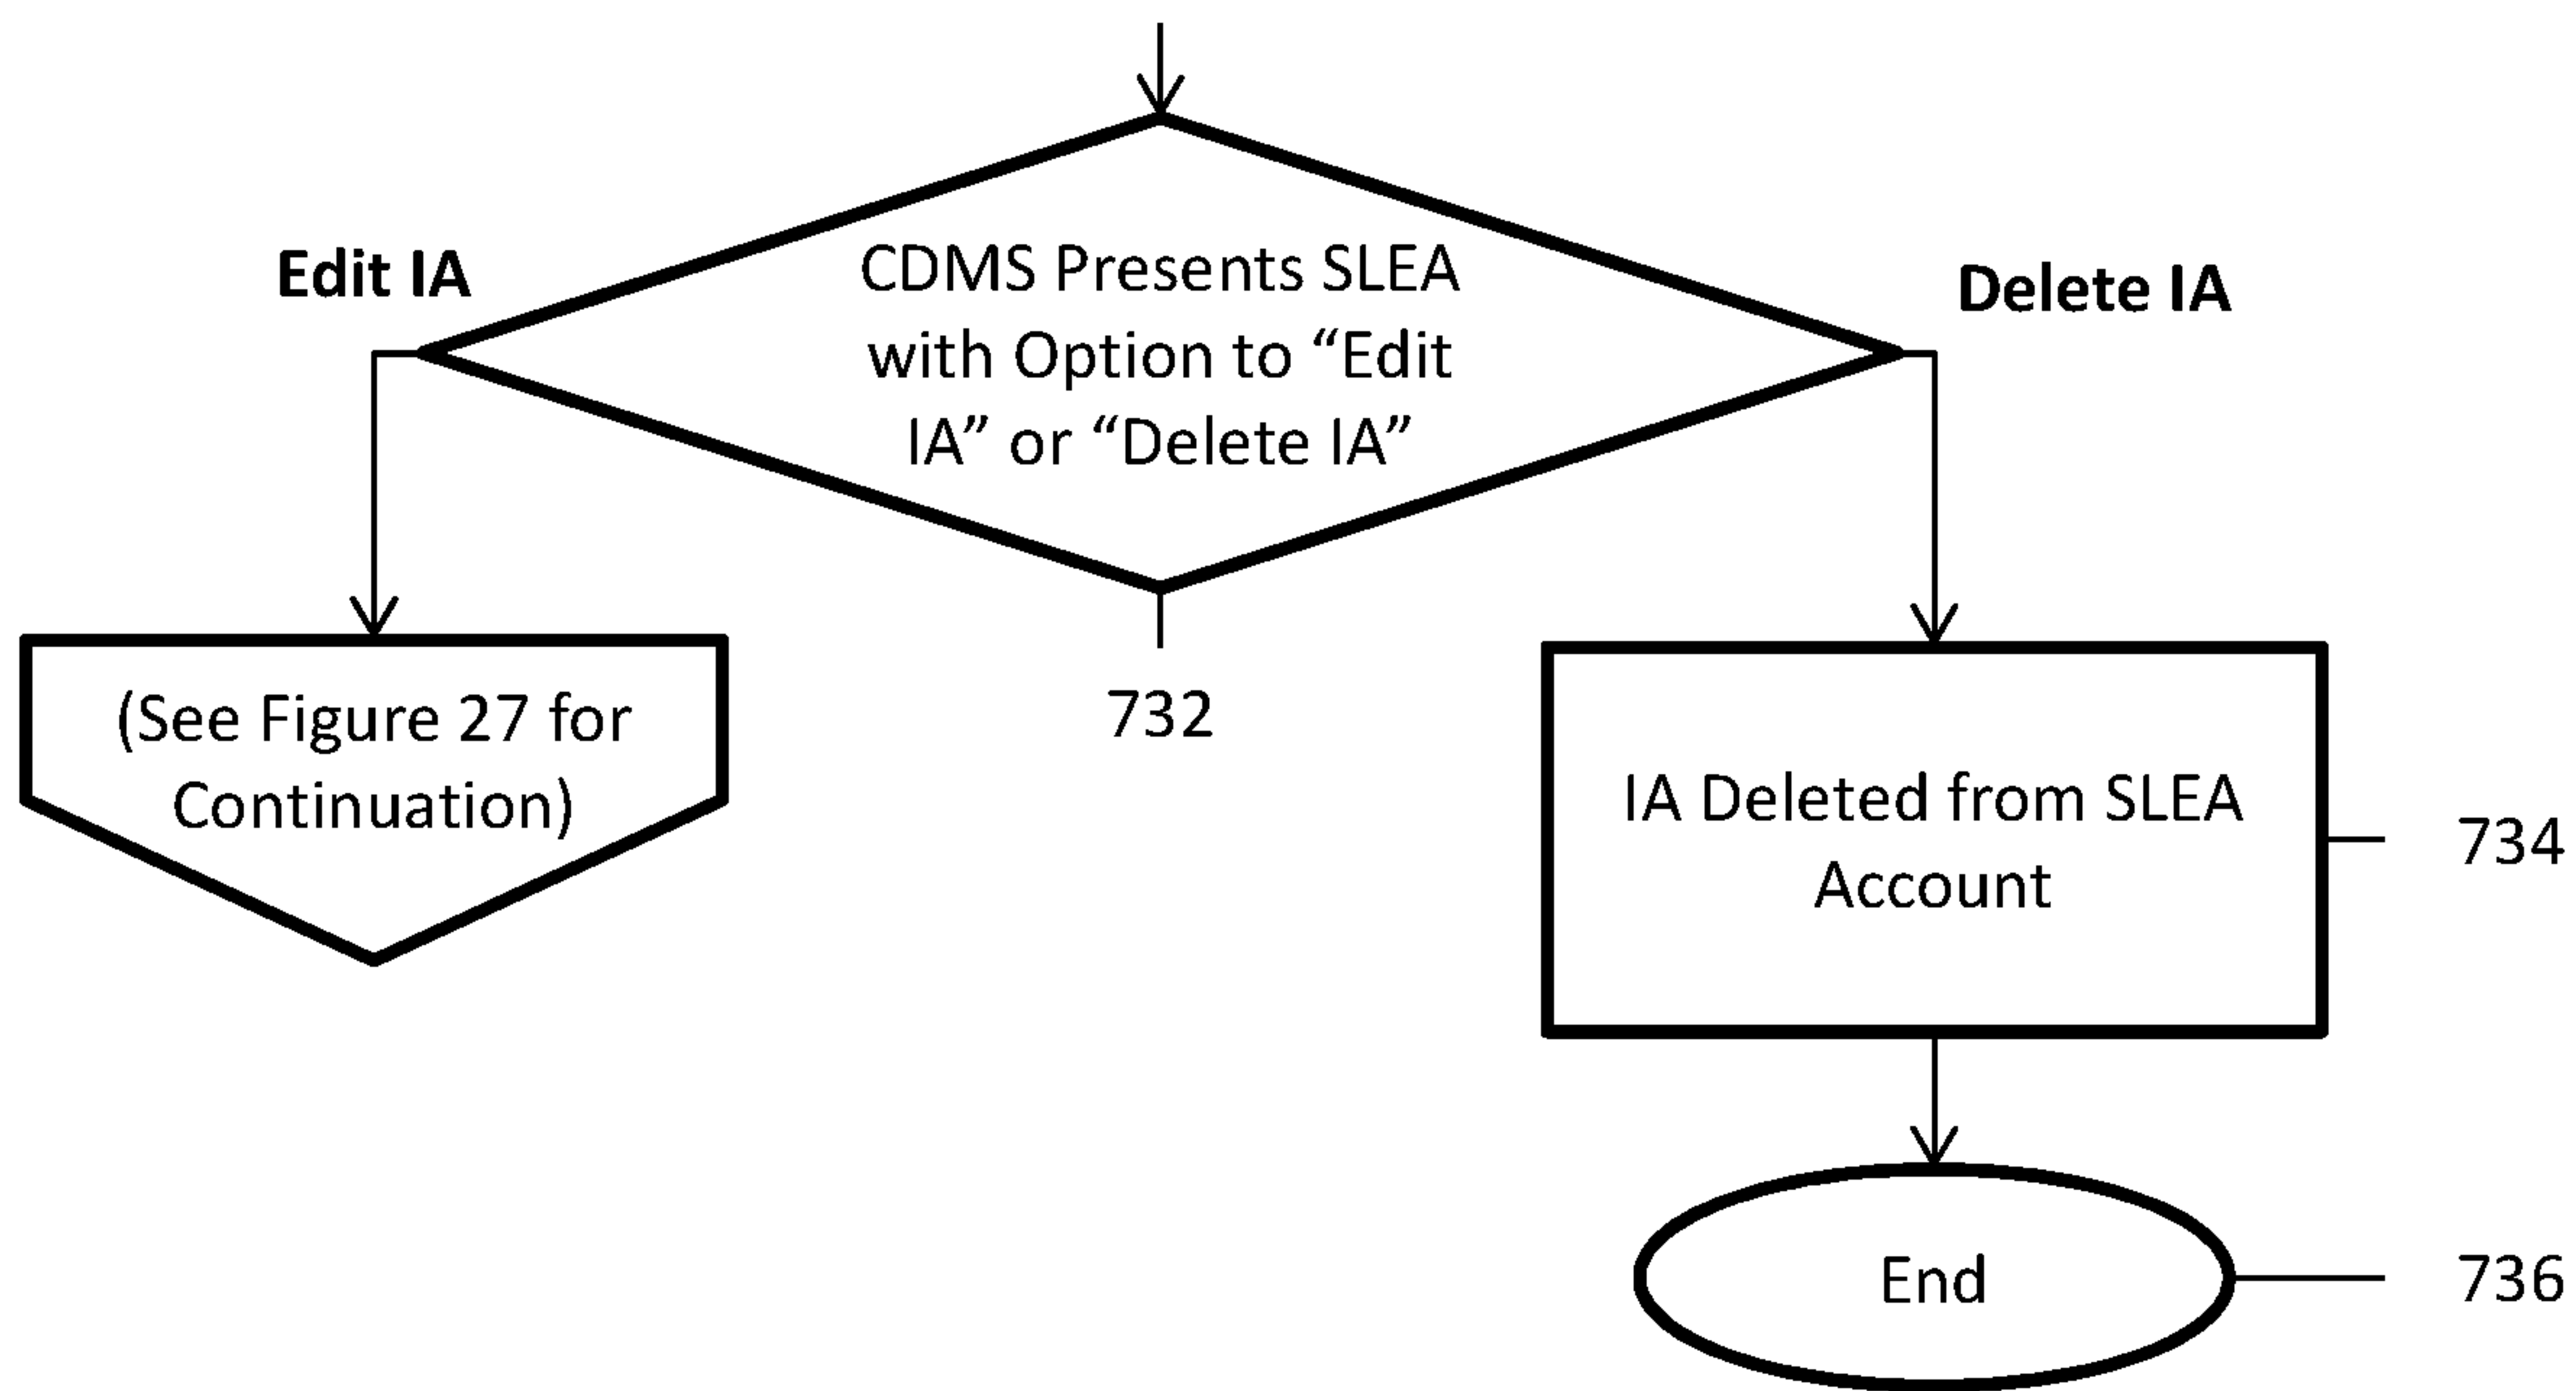 Edit IA
CDMS Presents SLEA
with Option to “Edit
IA” or “Delete IA”
Delete IA
(See Figure 27 for
Continuation)
732
IA Deleted from SLEA
Account
734
End
736